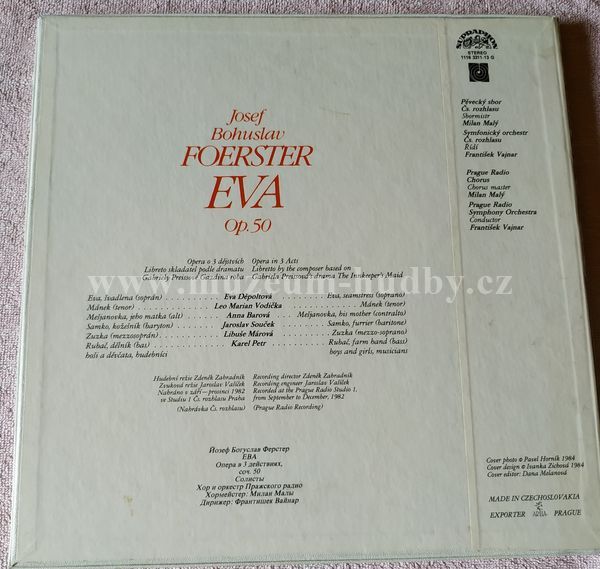 SUPRAPHON
STEREO
1116 3311-13 G
Josef
Bohuslav
FOERSTER
EVA
Op. 50
Pěvecký sbor
Čs. rozhlasu
Sbormistr
Milan Malý
Symfonický orchestr
Čs. rozhlasu
Řídí
František Vajnar
Prague Radio
Chorus
Chorus master
Milan Malý
Prague Radio
Symphony Orchestra
Conductor
František Vajnar
Opera o 3 dějstvích Opera in 3 Acts
Libreto skladatel podle dramatu Libretto by the composer based on
Gabriely Preissové Gazdina roba Gabriela Preissová's drama The Innkeeper's Maid
www.muzeum-hudby.cz
Eva, švadlena (soprán) Eva Děpoltová Eva, seamstress (soprano)
Mánek (tenor) Leo Marian Vodička Mánek (tenor)
Mešjanovka, jeho matka (alt) Anna Barová Mešjanovka, his mother (contralto)
Samko, kožešník (baryton) Jaroslav Souček Samko, furrier (baritone)
Zuzka (mezzosoprán) Libuše Márová Zuzka (mezzo-soprano)
Rubač, dělník (bas) Karel Petr Rubač, farm hand (bass)
hoši a děvčata, hudebníci boys and girls, musicians
Hudební režie Zdeněk Zahradník Recording director Zdeněk Zahradník
Zvuková režie Jaroslav Vašíček Recording engineer Jaroslav Vašíček
Nahráno v září – prosinci 1982 Recorded at the Prague Radio Studio 1,
ve Studiu 1 Čs. rozhlasu Praha from September to December, 1982
(Nahrávka Čs. rozhlasu) (Prague Radio Recording)
Йозеф Богуслав Ферстер
ЕВА
Опера в 3 действиях,
соч. 50
Солисты
Хор и оркестр Пражского радио
Хормейстер: Милан Малы
Дирижер: Франтишек Вайнар
Cover photo © Pavel Horník 1984
Cover design © Ivanka Zichová 1984
Cover editor: Dana Melanová
MADE IN CZECHOSLOVAKIA
EXPORTER ARTIA PRAGUE